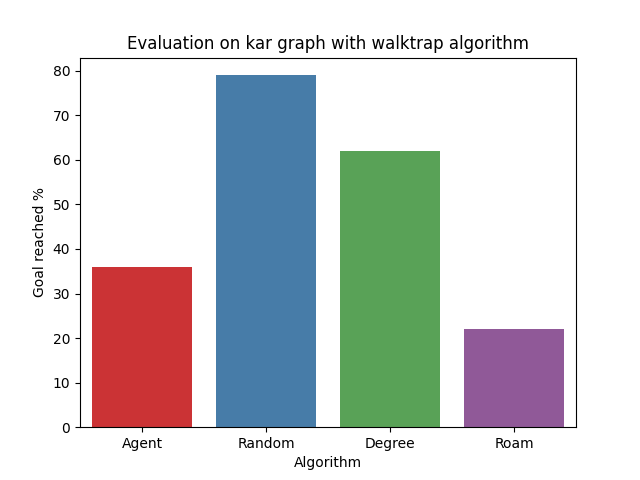 Evaluation on kar graph with walktrap algorithm
Goal reached %
80
70
60
50
40
30
20
10
0
Agent Random Degree Roam
Algorithm